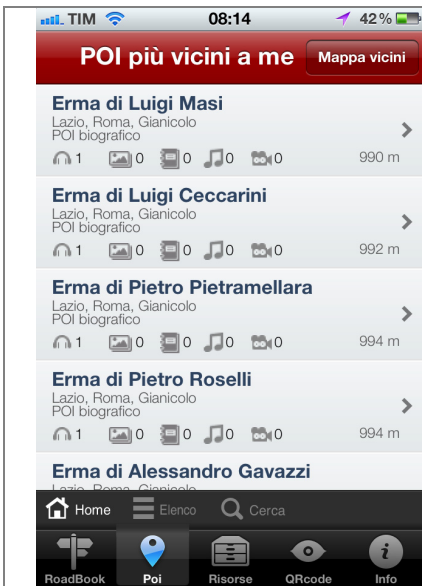 TIM 08:14 42%
POI più vicini a me Mappa vicini
Erma di Luigi Masi
Lazio, Roma, Gianicolo
POI biografico
1 0 0 0 0 990 m
Erma di Luigi Ceccarini
Lazio, Roma, Gianicolo
POI biografico
1 0 0 0 0 992 m
Erma di Pietro Pietramellara
Lazio, Roma, Gianicolo
POI biografico
1 0 0 0 0 994 m
Erma di Pietro Roselli
Lazio, Roma, Gianicolo
POI biografico
1 0 0 0 0 994 m
Erma di Alessandro Gavazzi
Lazio, Roma, Gianicolo
Home Elenco Cerca
RoadBook Poi Risorse QRcode Info